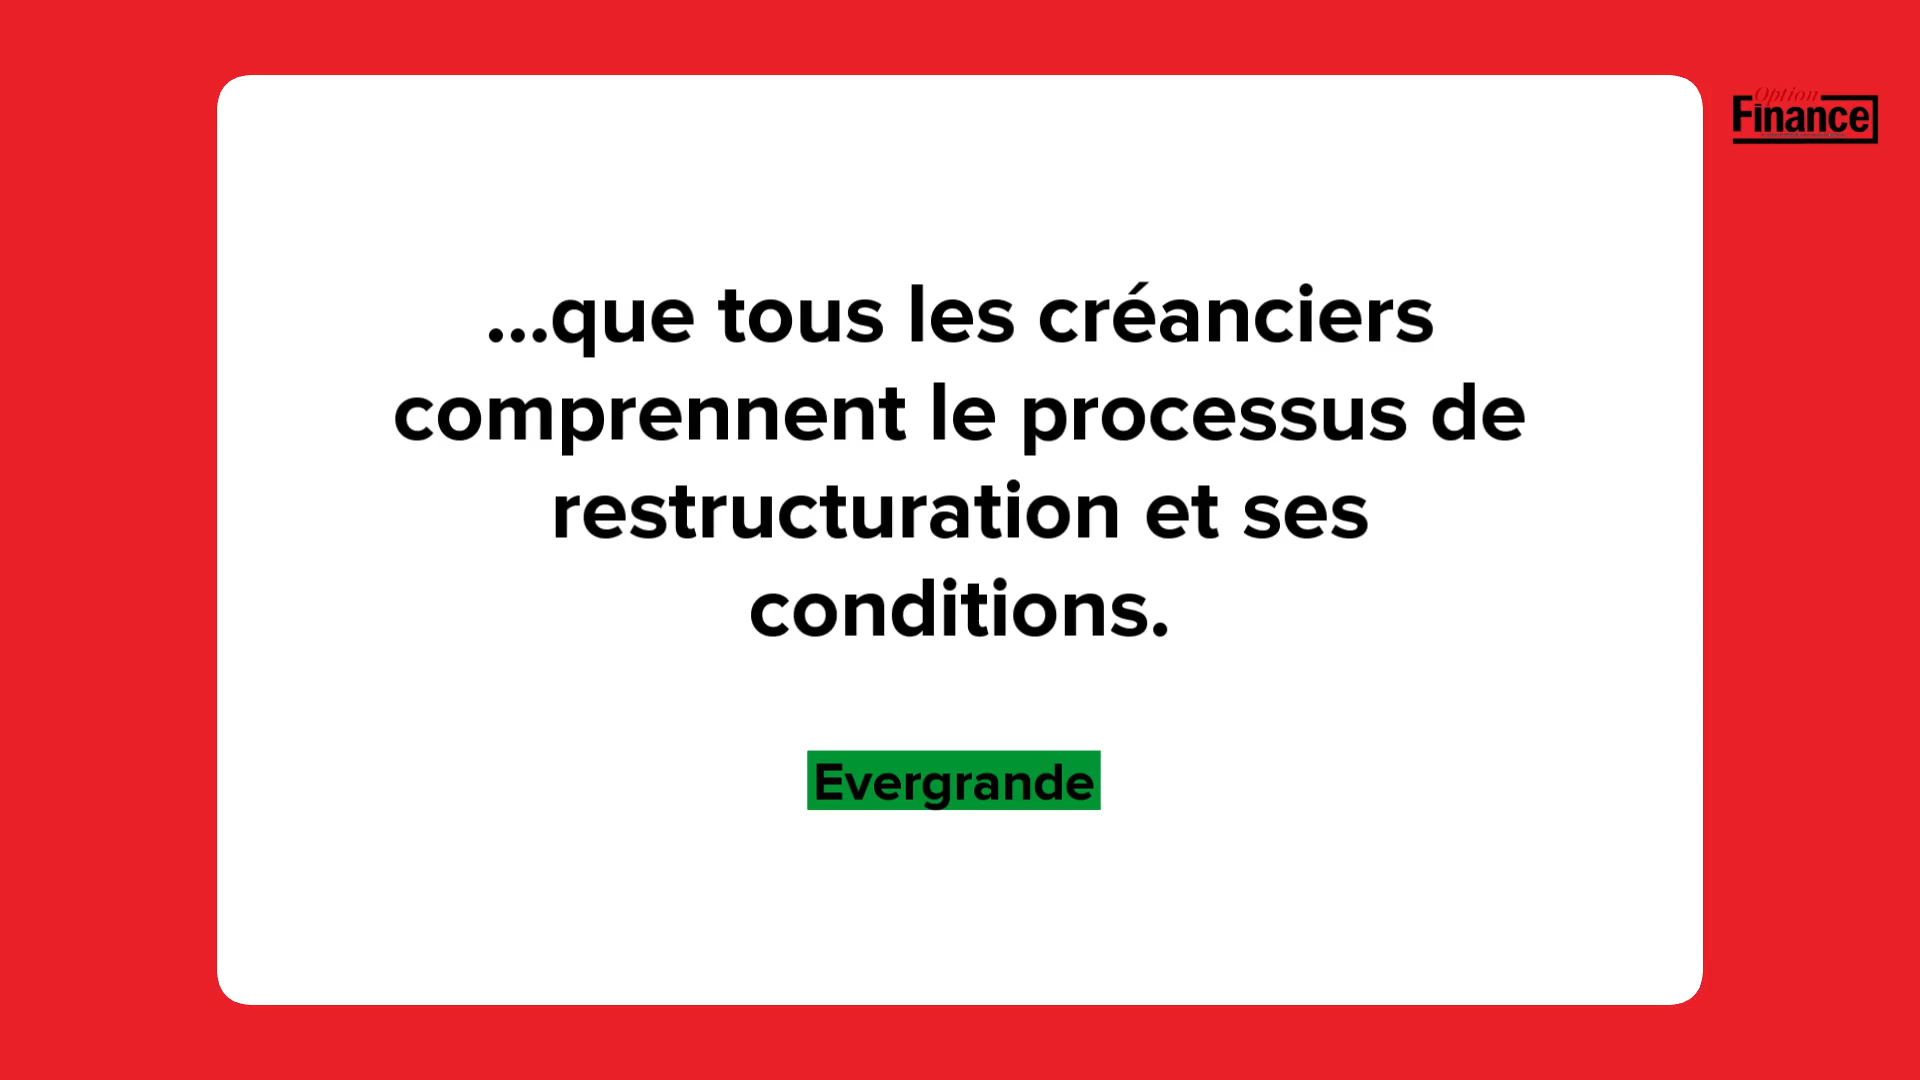 Option
Finance
...que tous les créanciers
comprennent le processus de
restructuration et ses
conditions.
Evergrande